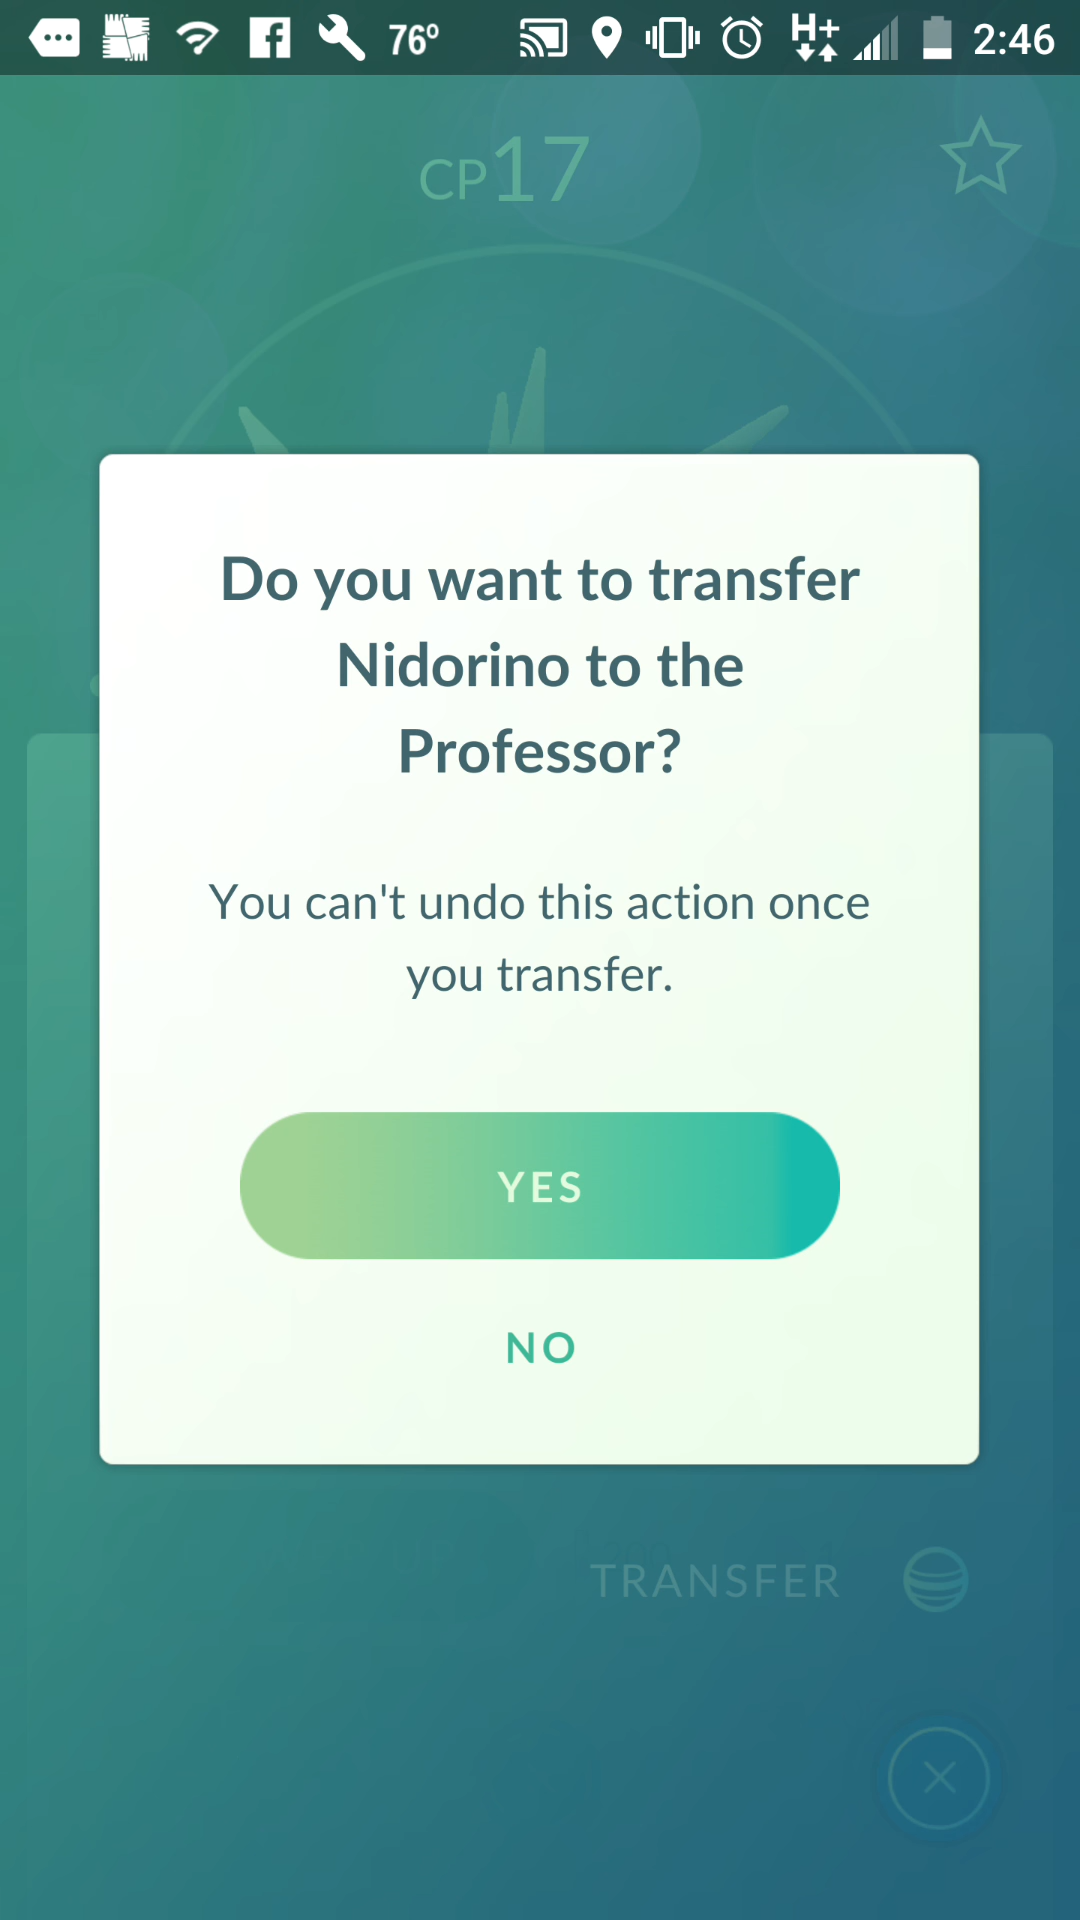 76° H+ 2:46
CP17
Do you want to transfer
Nidorino to the
Professor?
You can't undo this action once
you transfer.
YES
NO
TRANSFER